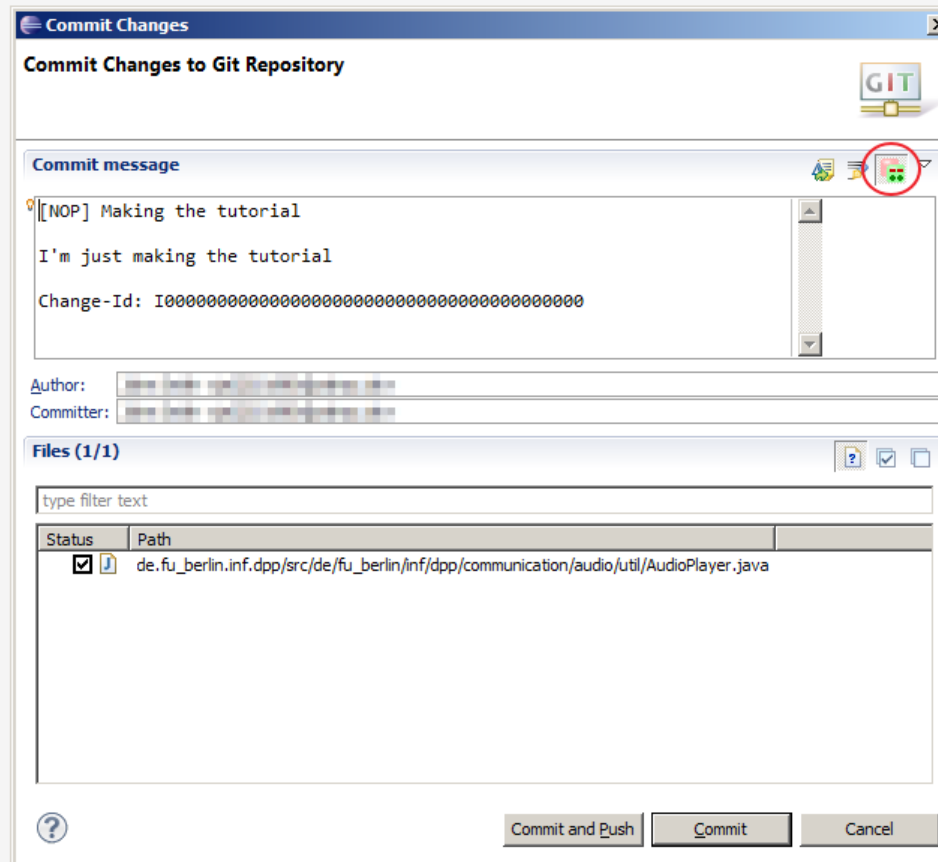 Commit Changes
Commit Changes to Git Repository
GIT
Commit message
[NOP] Making the tutorial
I'm just making the tutorial
Change-Id: I0000000000000000000000000000000000000000
Author:
Committer:
Files (1/1)
type filter text
Status Path
de.fu_berlin.inf.dpp/src/de/fu_berlin/inf/dpp/communication/audio/util/AudioPlayer.java
Commit and Push Commit Cancel